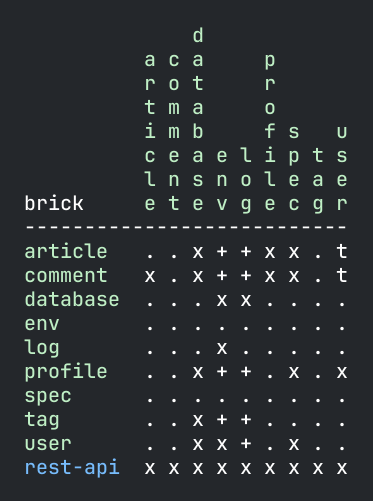 brick
article
comment
database
env
log
profile
spec
tag
user
---------------------------
article . . x + + x x . t
comment x . x + + x x . t
database . . . x x . . . .
env . . . . . . . . .
log . . . x . . . . .
profile . . x + + . x . x
spec . . . . . . . . .
tag . . x + + . . . .
user . . x x + . x . .
rest-api x x x x x x x x x